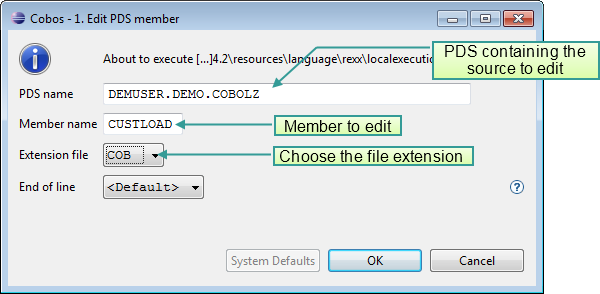 Cobos - 1. Edit PDS member
About to execute [...]4.2\resources\language\rexx\localexecutio
PDS containing the
source to edit
PDS name
DEMUSER.DEMO.COBOLZ
Member name
CUSTLOAD
Member to edit
Extension file
COB
Choose the file extension
End of line
<Default>
?
System Defaults
OK
Cancel